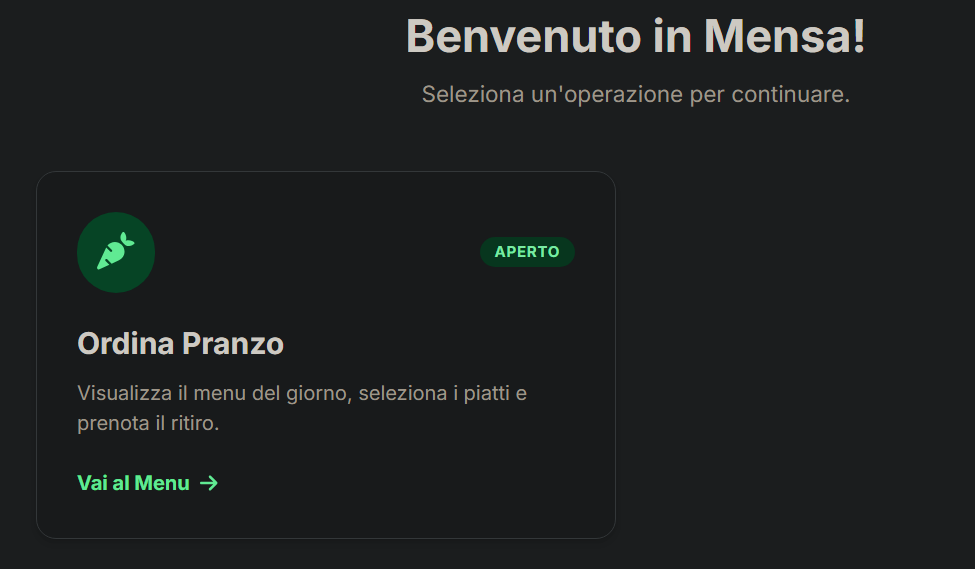 Benvenuto in Mensa!
Seleziona un'operazione per continuare.
APERTO
Ordina Pranzo
Visualizza il menu del giorno, seleziona i piatti e
prenota il ritiro.
Vai al Menu →